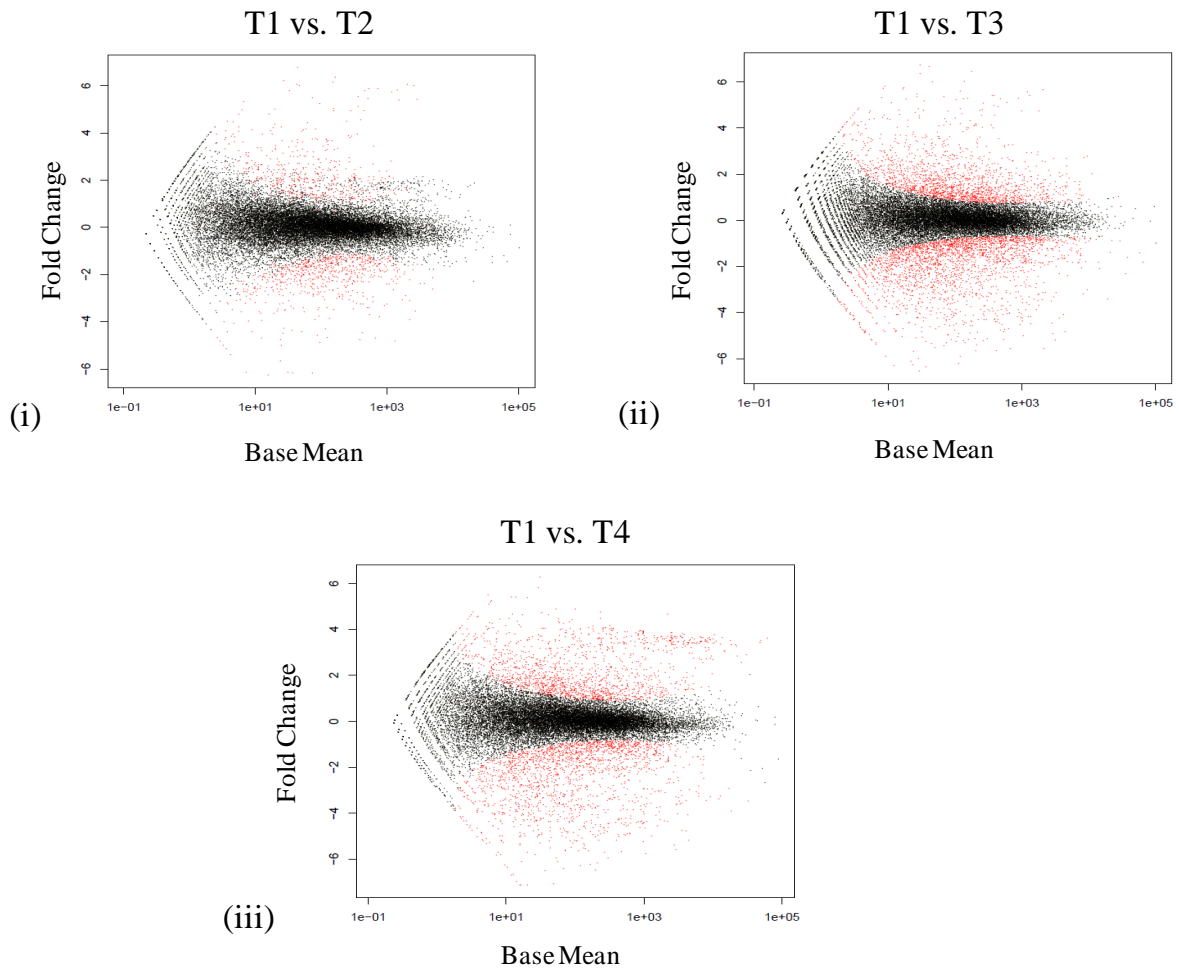 T1 vs. T2
T1 vs. T3
Fold Change
6
4
2
0
-2
-4
-6
1e-01
1e+01
1e+03
1e+05
(i)
Base Mean
Fold Change
6
4
2
0
-2
-4
-6
1e-01
1e+01
1e+03
1e+05
(ii)
Base Mean
T1 vs. T4
Fold Change
6
4
2
0
-2
-4
-6
1e-01
1e+01
1e+03
1e+05
(iii)
Base Mean